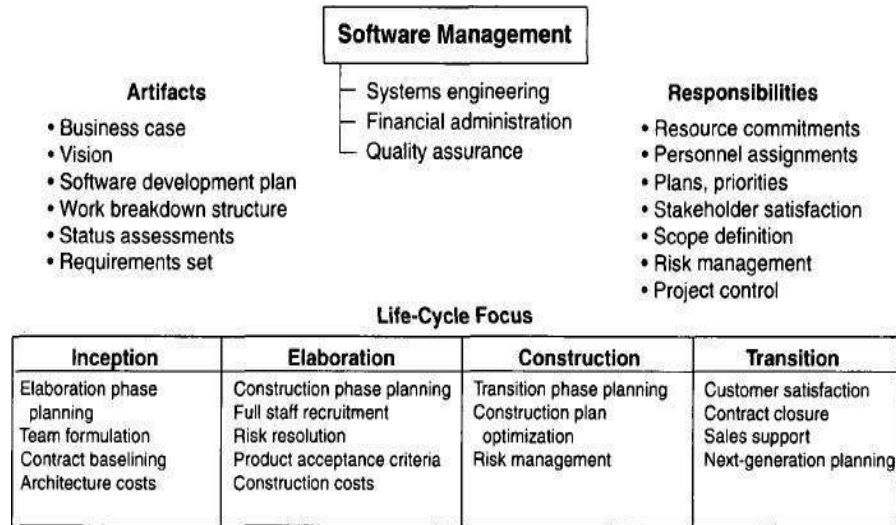 Software Management
Systems engineering
Financial administration
Quality assurance
Artifacts
• Business case
• Vision
• Software development plan
• Work breakdown structure
• Status assessments
• Requirements set
Responsibilities
• Resource commitments
• Personnel assignments
• Plans, priorities
• Stakeholder satisfaction
• Scope definition
• Risk management
• Project control
Life-Cycle Focus
Inception
Elaboration phase
planning
Team formulation
Contract baselining
Architecture costs
Elaboration
Construction phase planning
Full staff recruitment
Risk resolution
Product acceptance criteria
Construction costs
Construction
Transition phase planning
Construction plan
optimization
Risk management
Transition
Customer satisfaction
Contract closure
Sales support
Next-generation planning